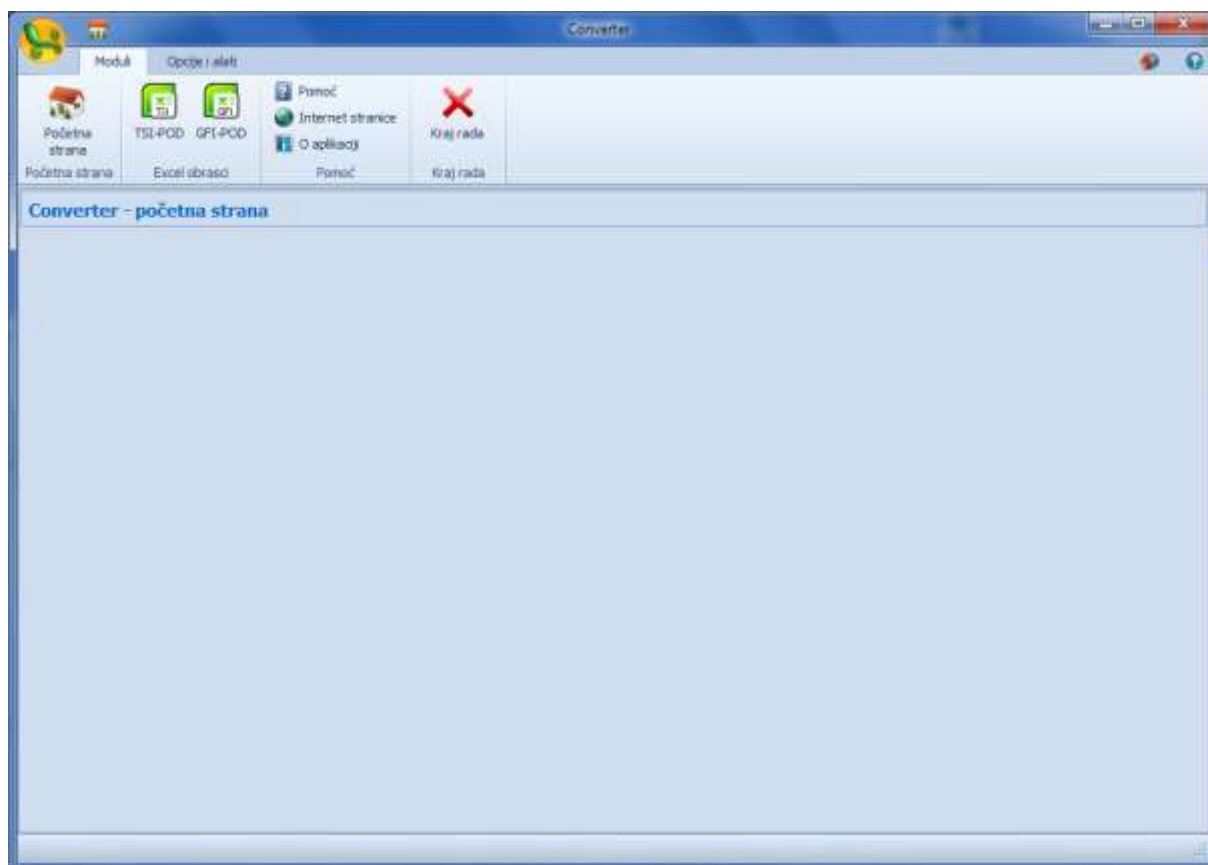 Converter
Moduli
Opcije i alati
Početna
strana
TSI-POD
GFI-POD
Pomoć
Internet stranice
O aplikaciji
Kraj rada
Početna strana
Excel obrasci
Pomoć
Kraj rada
Converter - početna strana